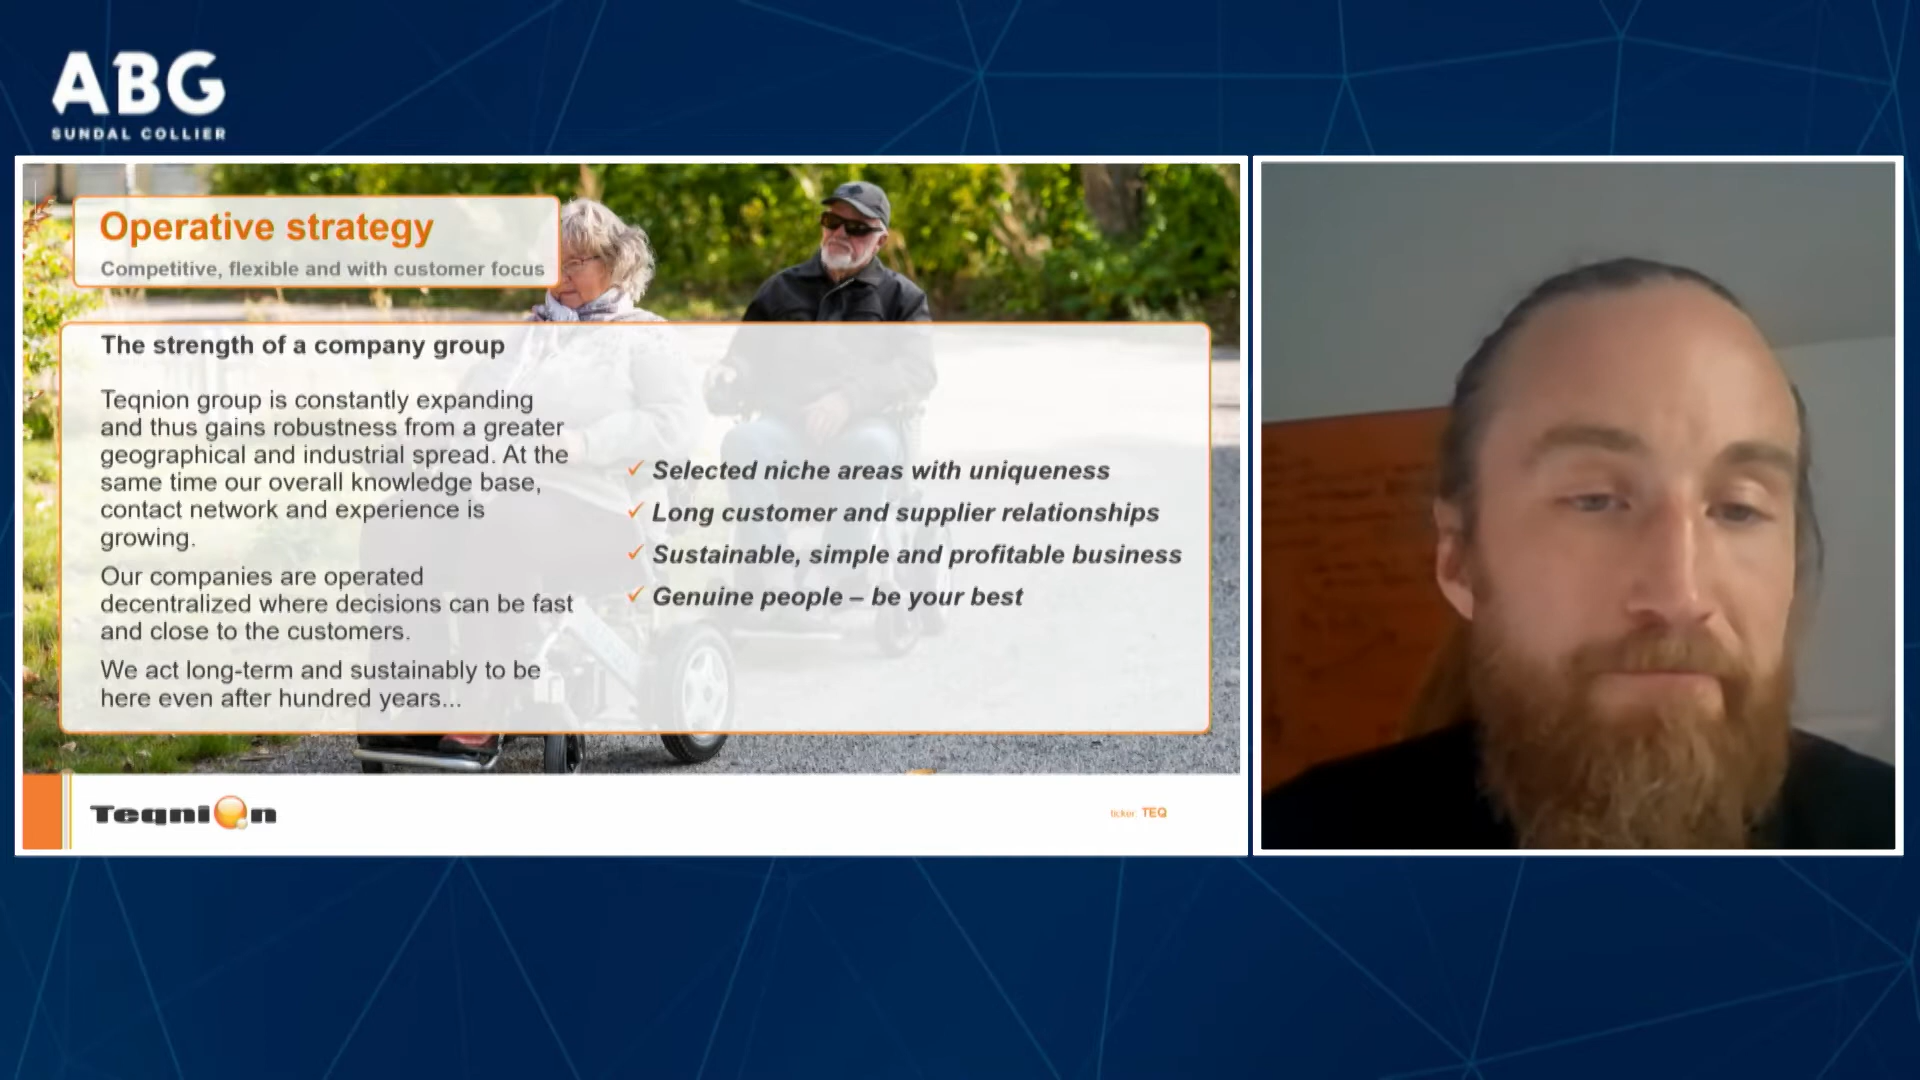 ABG
SUNDAL COLLIER
Operative strategy
Competitive, flexible and with customer focus
The strength of a company group
Teqnion group is constantly expanding
and thus gains robustness from a greater
geographical and industrial spread. At the
same time our overall knowledge base,
contact network and experience is
growing.
Our companies are operated
decentralized where decisions can be fast
and close to the customers.
We act long-term and sustainably to be
here even after hundred years...
✓ Selected niche areas with uniqueness
✓ Long customer and supplier relationships
✓ Sustainable, simple and profitable business
✓ Genuine people – be your best
Teqnion
ticker: TEQ